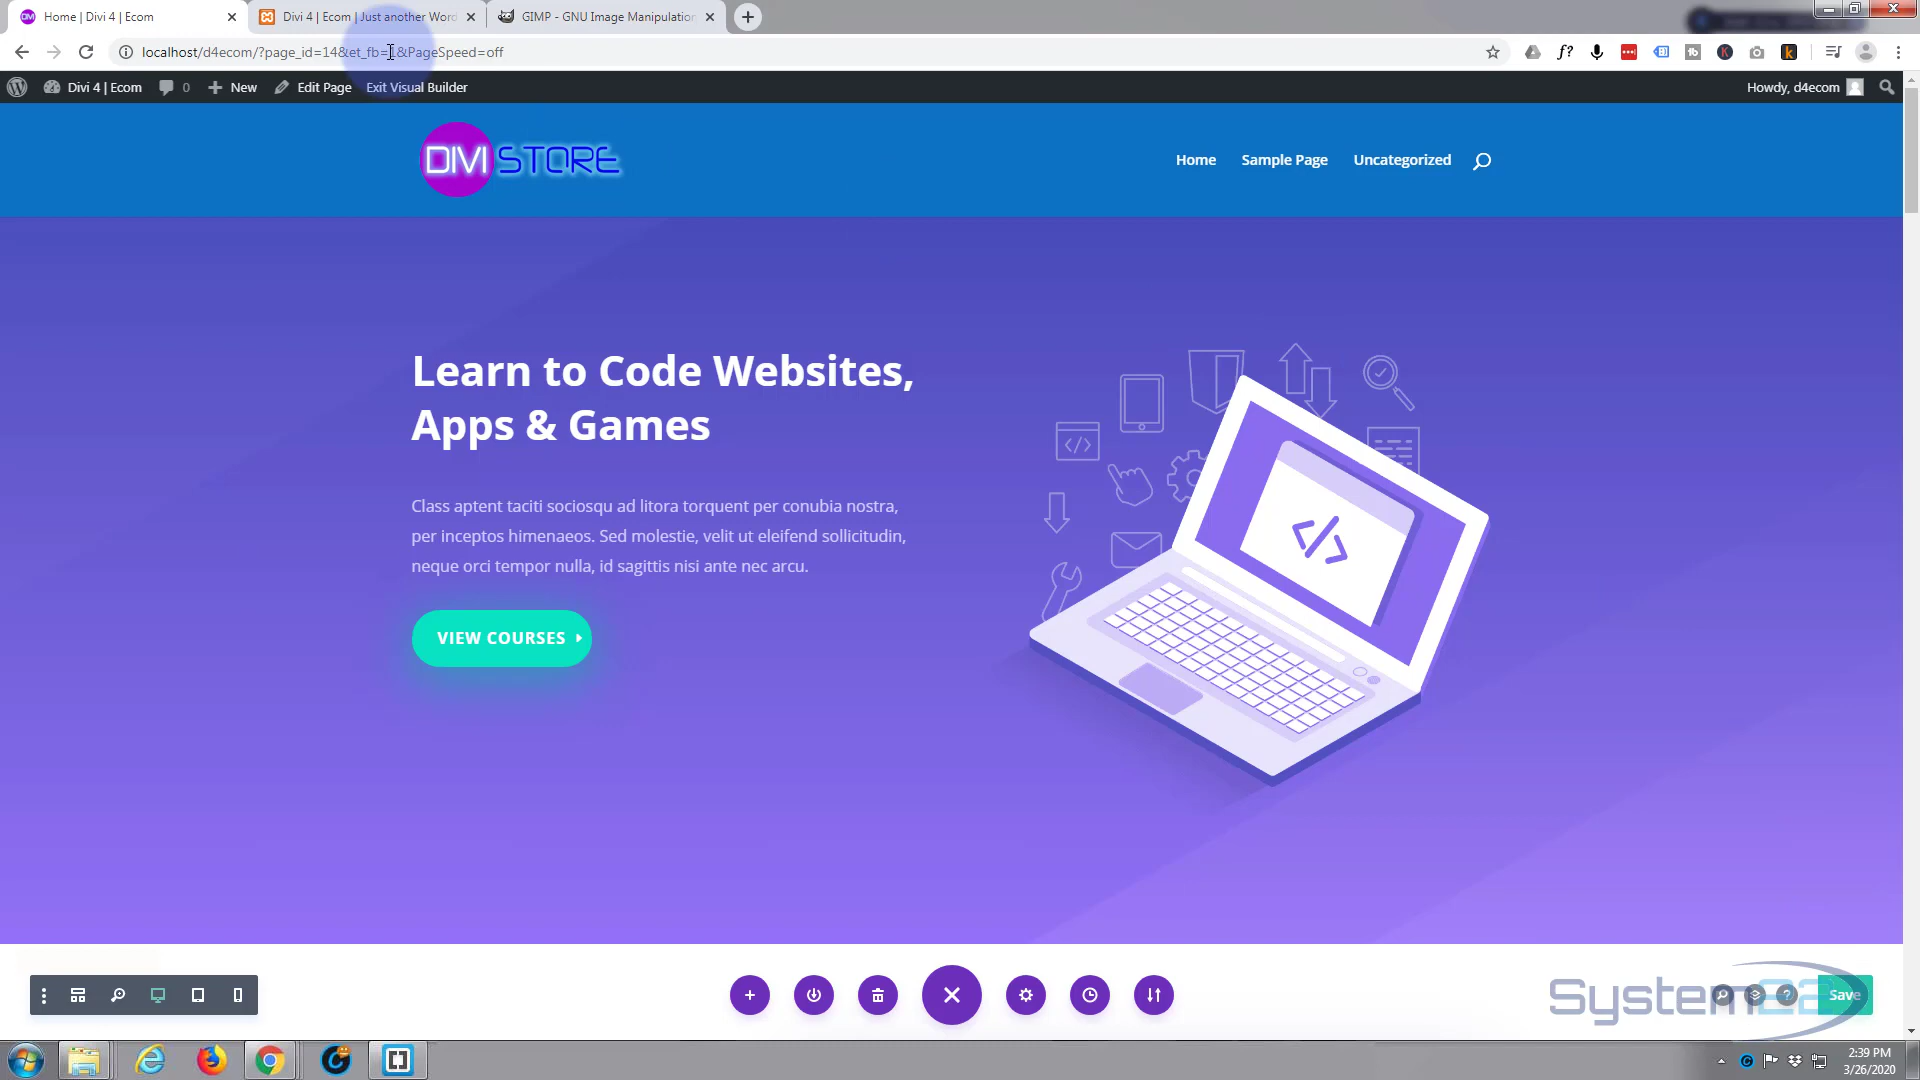 Home | Divi 4 | Ecom
Divi 4 | Ecom | Just another Word
GIMP - GNU Image Manipulation
localhost/d4ecom/?page_id=14&et_fb=1&PageSpeed=off
Divi 4 | Ecom
0
New
Edit Page
Exit Visual Builder
Howdy, d4ecom
DIVI STORE
Home
Sample Page
Uncategorized
Learn to Code Websites,
Apps & Games
Class aptent taciti sociosqu ad litora torquent per conubia nostra,
per inceptos himenaeos. Sed molestie, velit ut eleifend sollicitudin,
neque orci tempor nulla, id sagittis nisi ante nec arcu.
VIEW COURSES
</>
</>
System22
Save
2:39 PM
3/26/2020